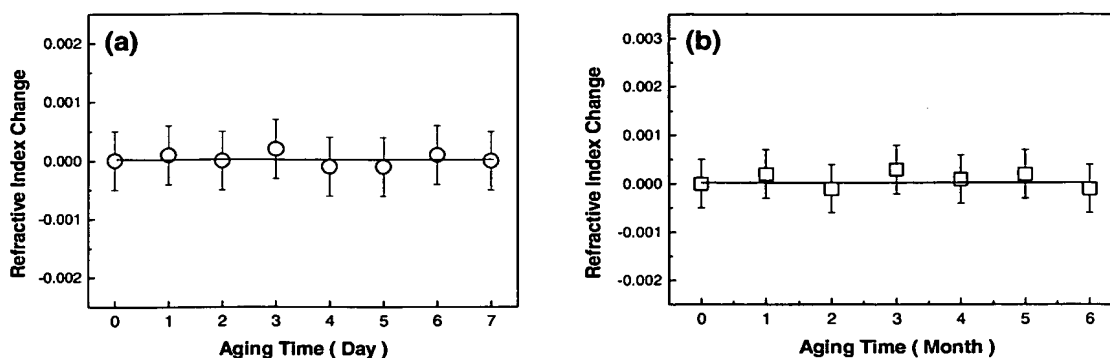 (a)
0.002
0.001
0.000
-0.001
-0.002
Refractive Index Change
0 1 2 3 4 5 6 7
Aging Time ( Day )
(b)
0.003
0.002
0.001
0.000
-0.001
-0.002
Refractive Index Change
0 1 2 3 4 5 6
Aging Time ( Month )